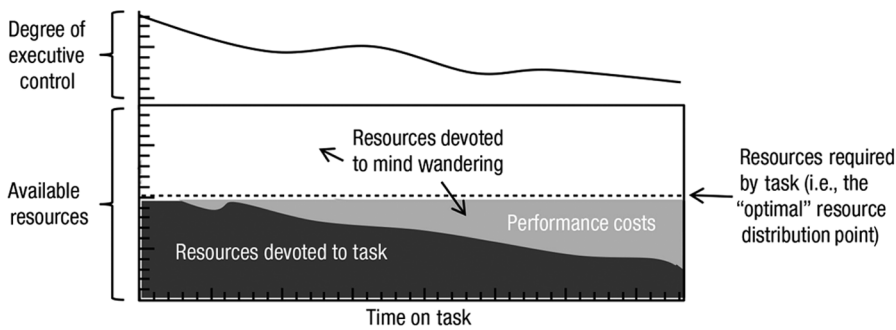 Degree of
executive
control
Resources devoted
to mind wandering
Available
resources
Resources required
by task (i.e., the
“optimal” resource
distribution point)
Performance costs
Resources devoted to task
Time on task